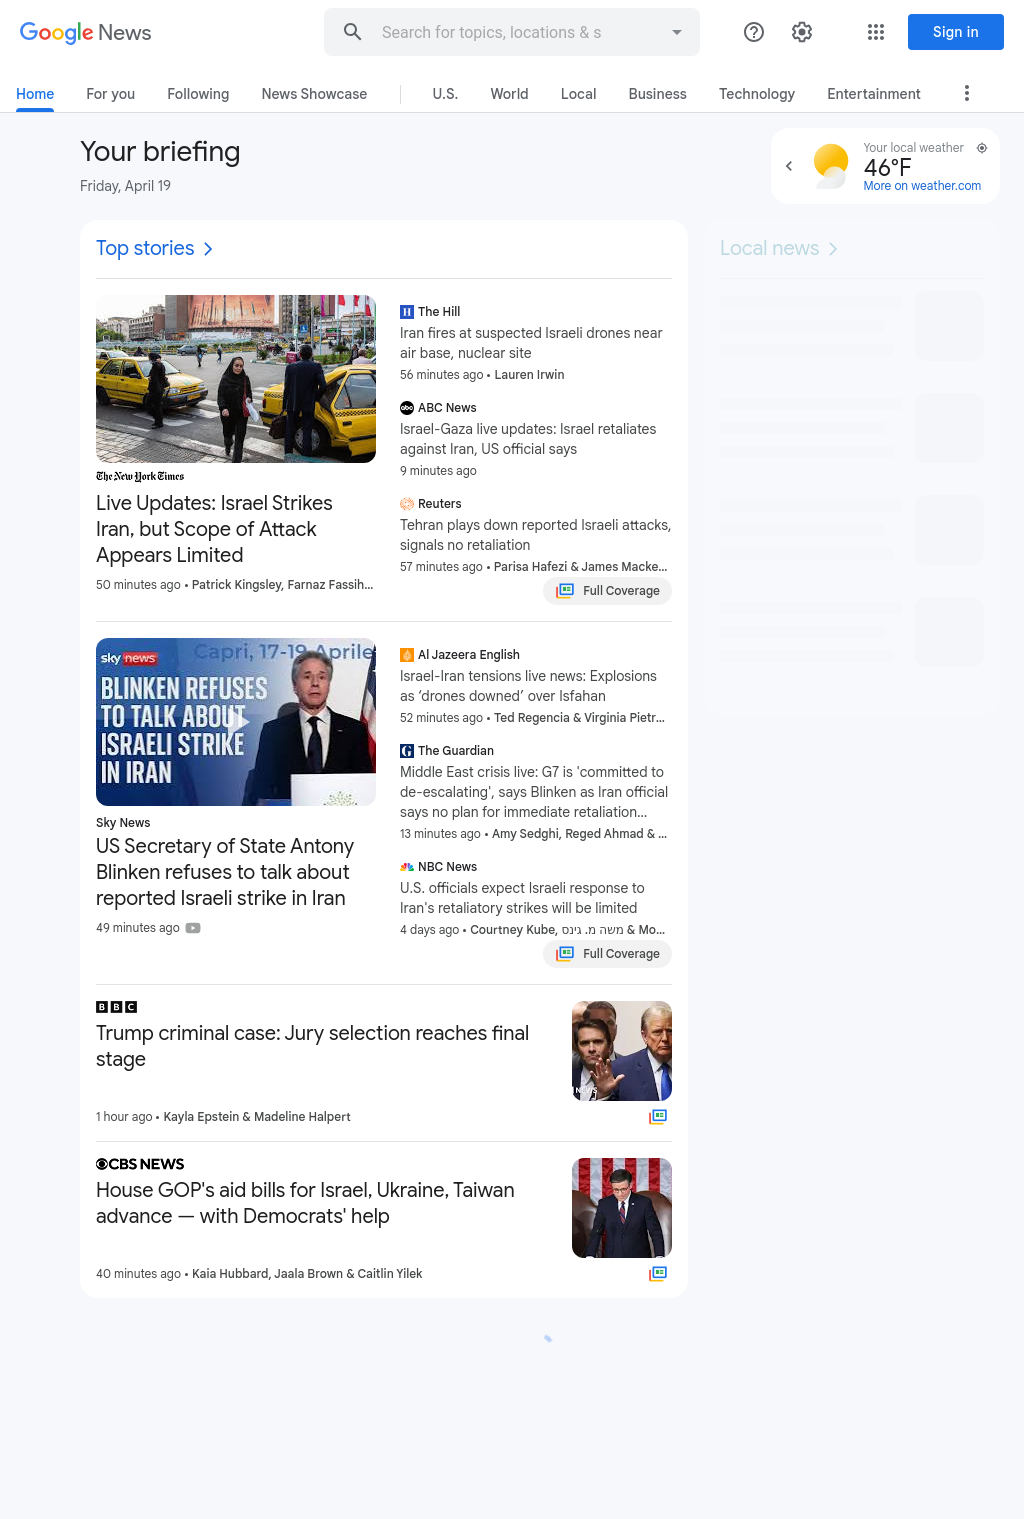 Google News
Search for topics, locations & s
Sign in
Home
For you
Following
News Showcase
U.S.
World
Local
Business
Technology
Entertainment
Your briefing
Friday, April 19
Your local weather
46°F
More on weather.com
Top stories
The New York Times
Live Updates: Israel Strikes
Iran, but Scope of Attack
Appears Limited
50 minutes ago • Patrick Kingsley, Farnaz Fassih...
The Hill
Iran fires at suspected Israeli drones near
air base, nuclear site
56 minutes ago • Lauren Irwin
abc
ABC News
Israel-Gaza live updates: Israel retaliates
against Iran, US official says
9 minutes ago
Reuters
Tehran plays down reported Israeli attacks,
signals no retaliation
57 minutes ago • Parisa Hafezi & James Macke...
Full Coverage
sky news
Capri, 17-19 Aprile
BLINKEN REFUSES
TO TALK ABOUT
ISRAELI STRIKE
IN IRAN
Sky News
US Secretary of State Antony
Blinken refuses to talk about
reported Israeli strike in Iran
49 minutes ago
Al Jazeera English
Israel-Iran tensions live news: Explosions
as ‘drones downed’ over Isfahan
52 minutes ago • Ted Regencia & Virginia Pietr...
The Guardian
Middle East crisis live: G7 is 'committed to
de-escalating', says Blinken as Iran official
says no plan for immediate retaliation...
13 minutes ago • Amy Sedghi, Reged Ahmad & ...
NBC News
U.S. officials expect Israeli response to
Iran's retaliatory strikes will be limited
4 days ago • Courtney Kube, משה מ. גינס & Mo...
Full Coverage
BBC
Trump criminal case: Jury selection reaches final
stage
1 hour ago • Kayla Epstein & Madeline Halpert
NEWS
CBS NEWS
House GOP's aid bills for Israel, Ukraine, Taiwan
advance — with Democrats' help
40 minutes ago • Kaia Hubbard, Jaala Brown & Caitlin Yilek
Local news